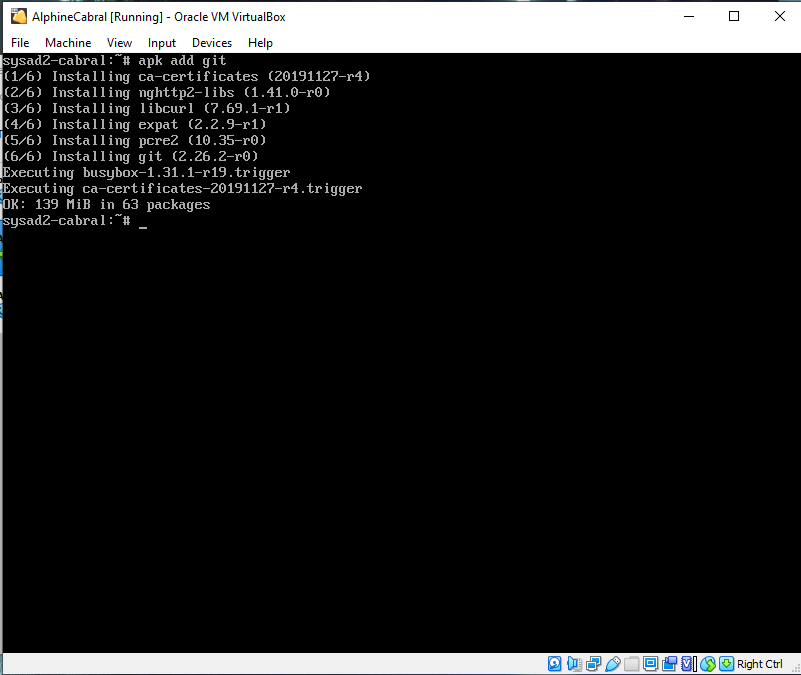 AlphineCabral [Running] - Oracle VM VirtualBox
File Machine View Input Devices Help
sysad2-cabral:~# apk add git
(1/6) Installing ca-certificates (20191127-r4)
(2/6) Installing nghttp2-libs (1.41.0-r0)
(3/6) Installing libcurl (7.69.1-r1)
(4/6) Installing expat (2.2.9-r1)
(5/6) Installing pcre2 (10.35-r0)
(6/6) Installing git (2.26.2-r0)
Executing busybox-1.31.1-r19.trigger
Executing ca-certificates-20191127-r4.trigger
OK: 139 MiB in 63 packages
sysad2-cabral:~# _
Right Ctrl